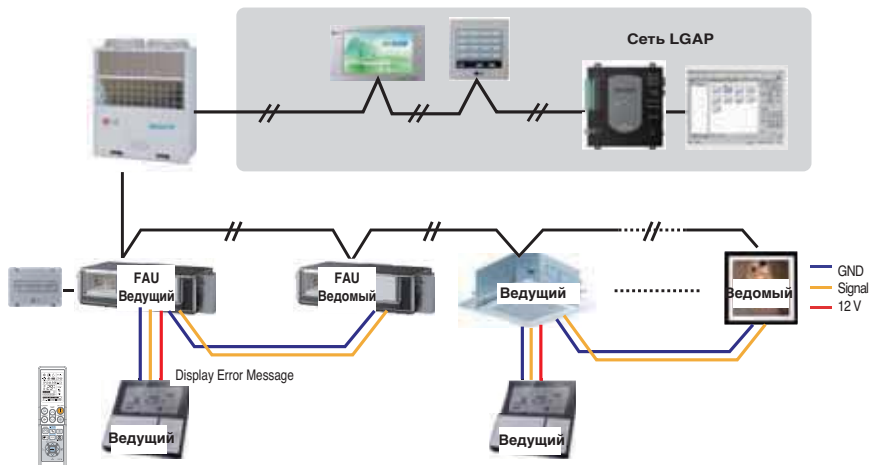 Сеть LGAP
FAU
Ведущий
FAU
Ведомый
Ведущий
Ведомый
GND
Signal
12 V
Display Error Message
Ведущий
Ведущий